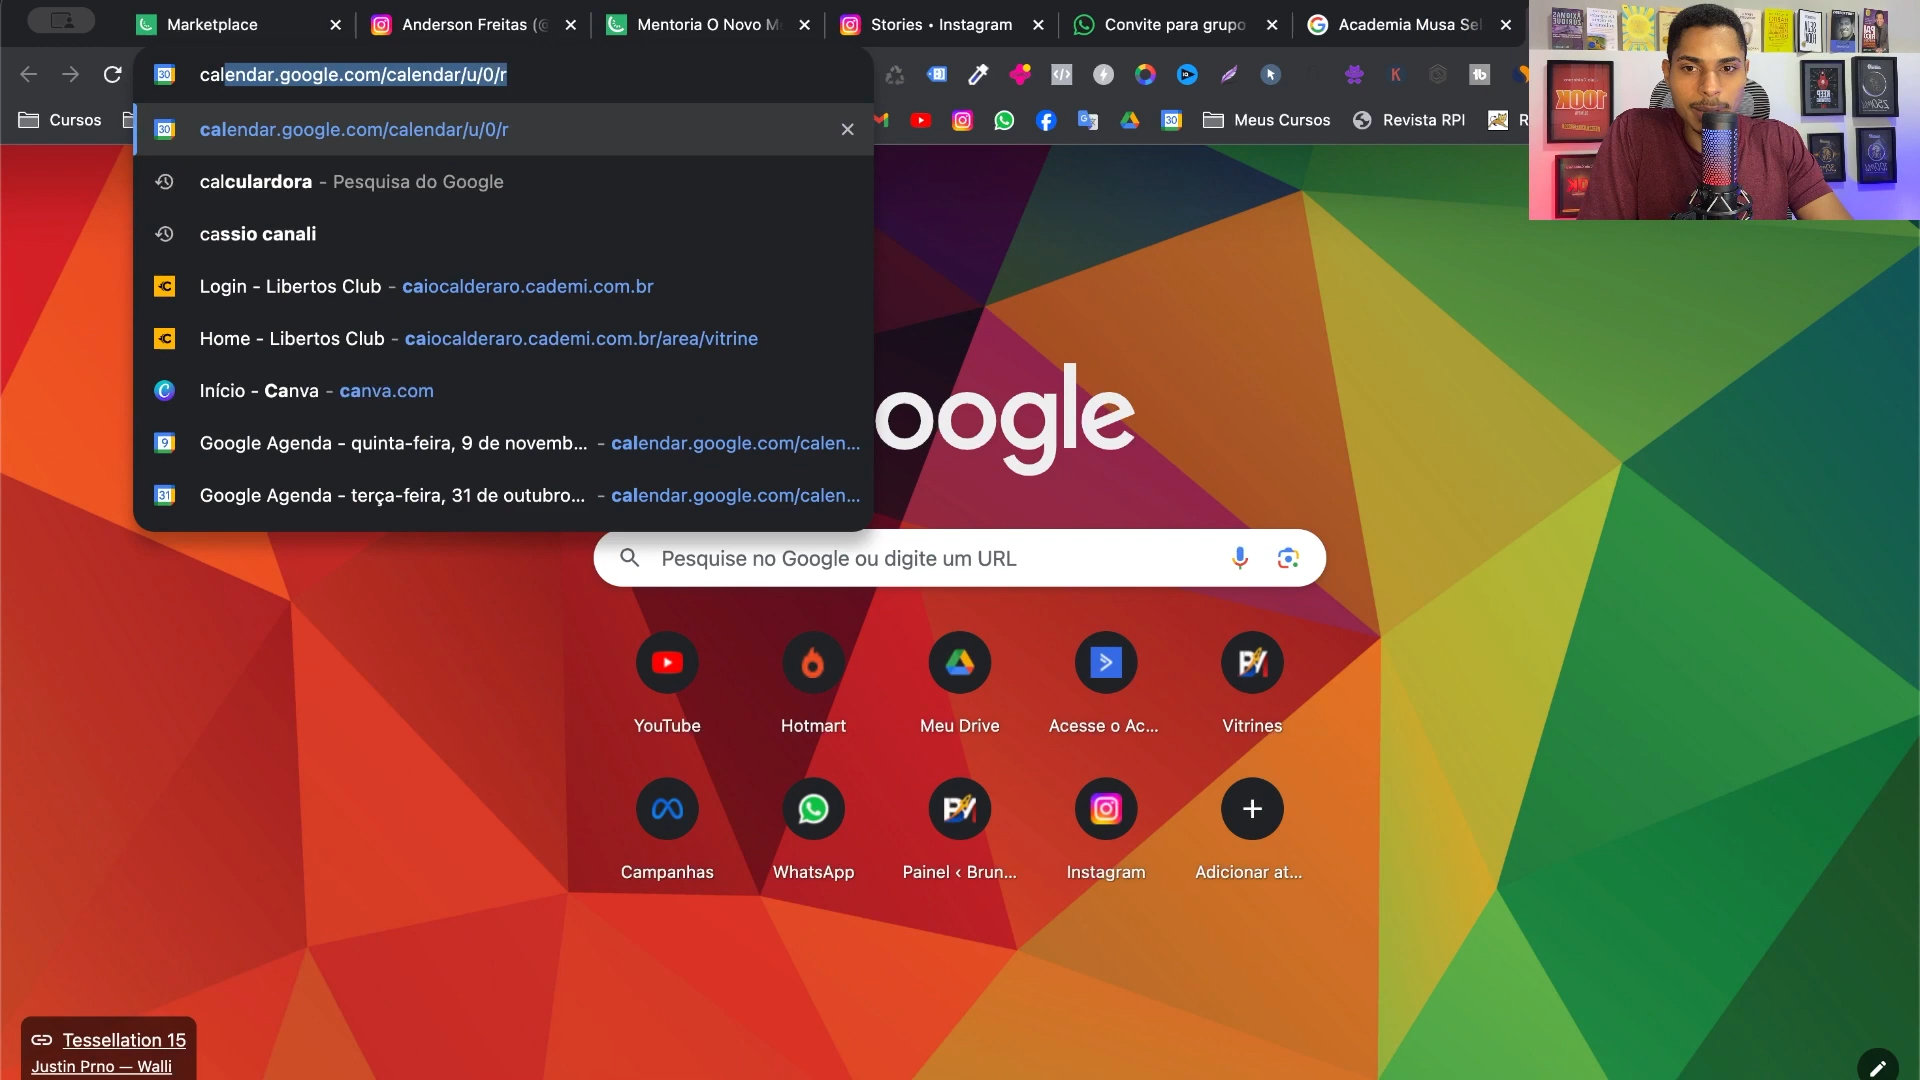 Marketplace
Anderson Freitas (@
Mentoria O Novo M
Stories • Instagram
Convite para grupo
Academia Musa Sel
calendar.google.com/calendar/u/0/r
Cursos
Meus Cursos
Revista RPI
R
calendar.google.com/calendar/u/0/r
calculardora - Pesquisa do Google
cassio canali
Login - Libertos Club - caiocalderaro.cademi.com.br
Home - Libertos Club - caiocalderaro.cademi.com.br/area/vitrine
Início - Canva - canva.com
Google Agenda - quinta-feira, 9 de novemb... - calendar.google.com/calen...
Google Agenda - terça-feira, 31 de outubro... - calendar.google.com/calen...
oogle
Pesquise no Google ou digite um URL
YouTube
Hotmart
Meu Drive
Acesse o Ac...
Vitrines
Campanhas
WhatsApp
Painel ‹ Brun...
Instagram
Adicionar at...
Tessellation 15
Justin Prno — Walli